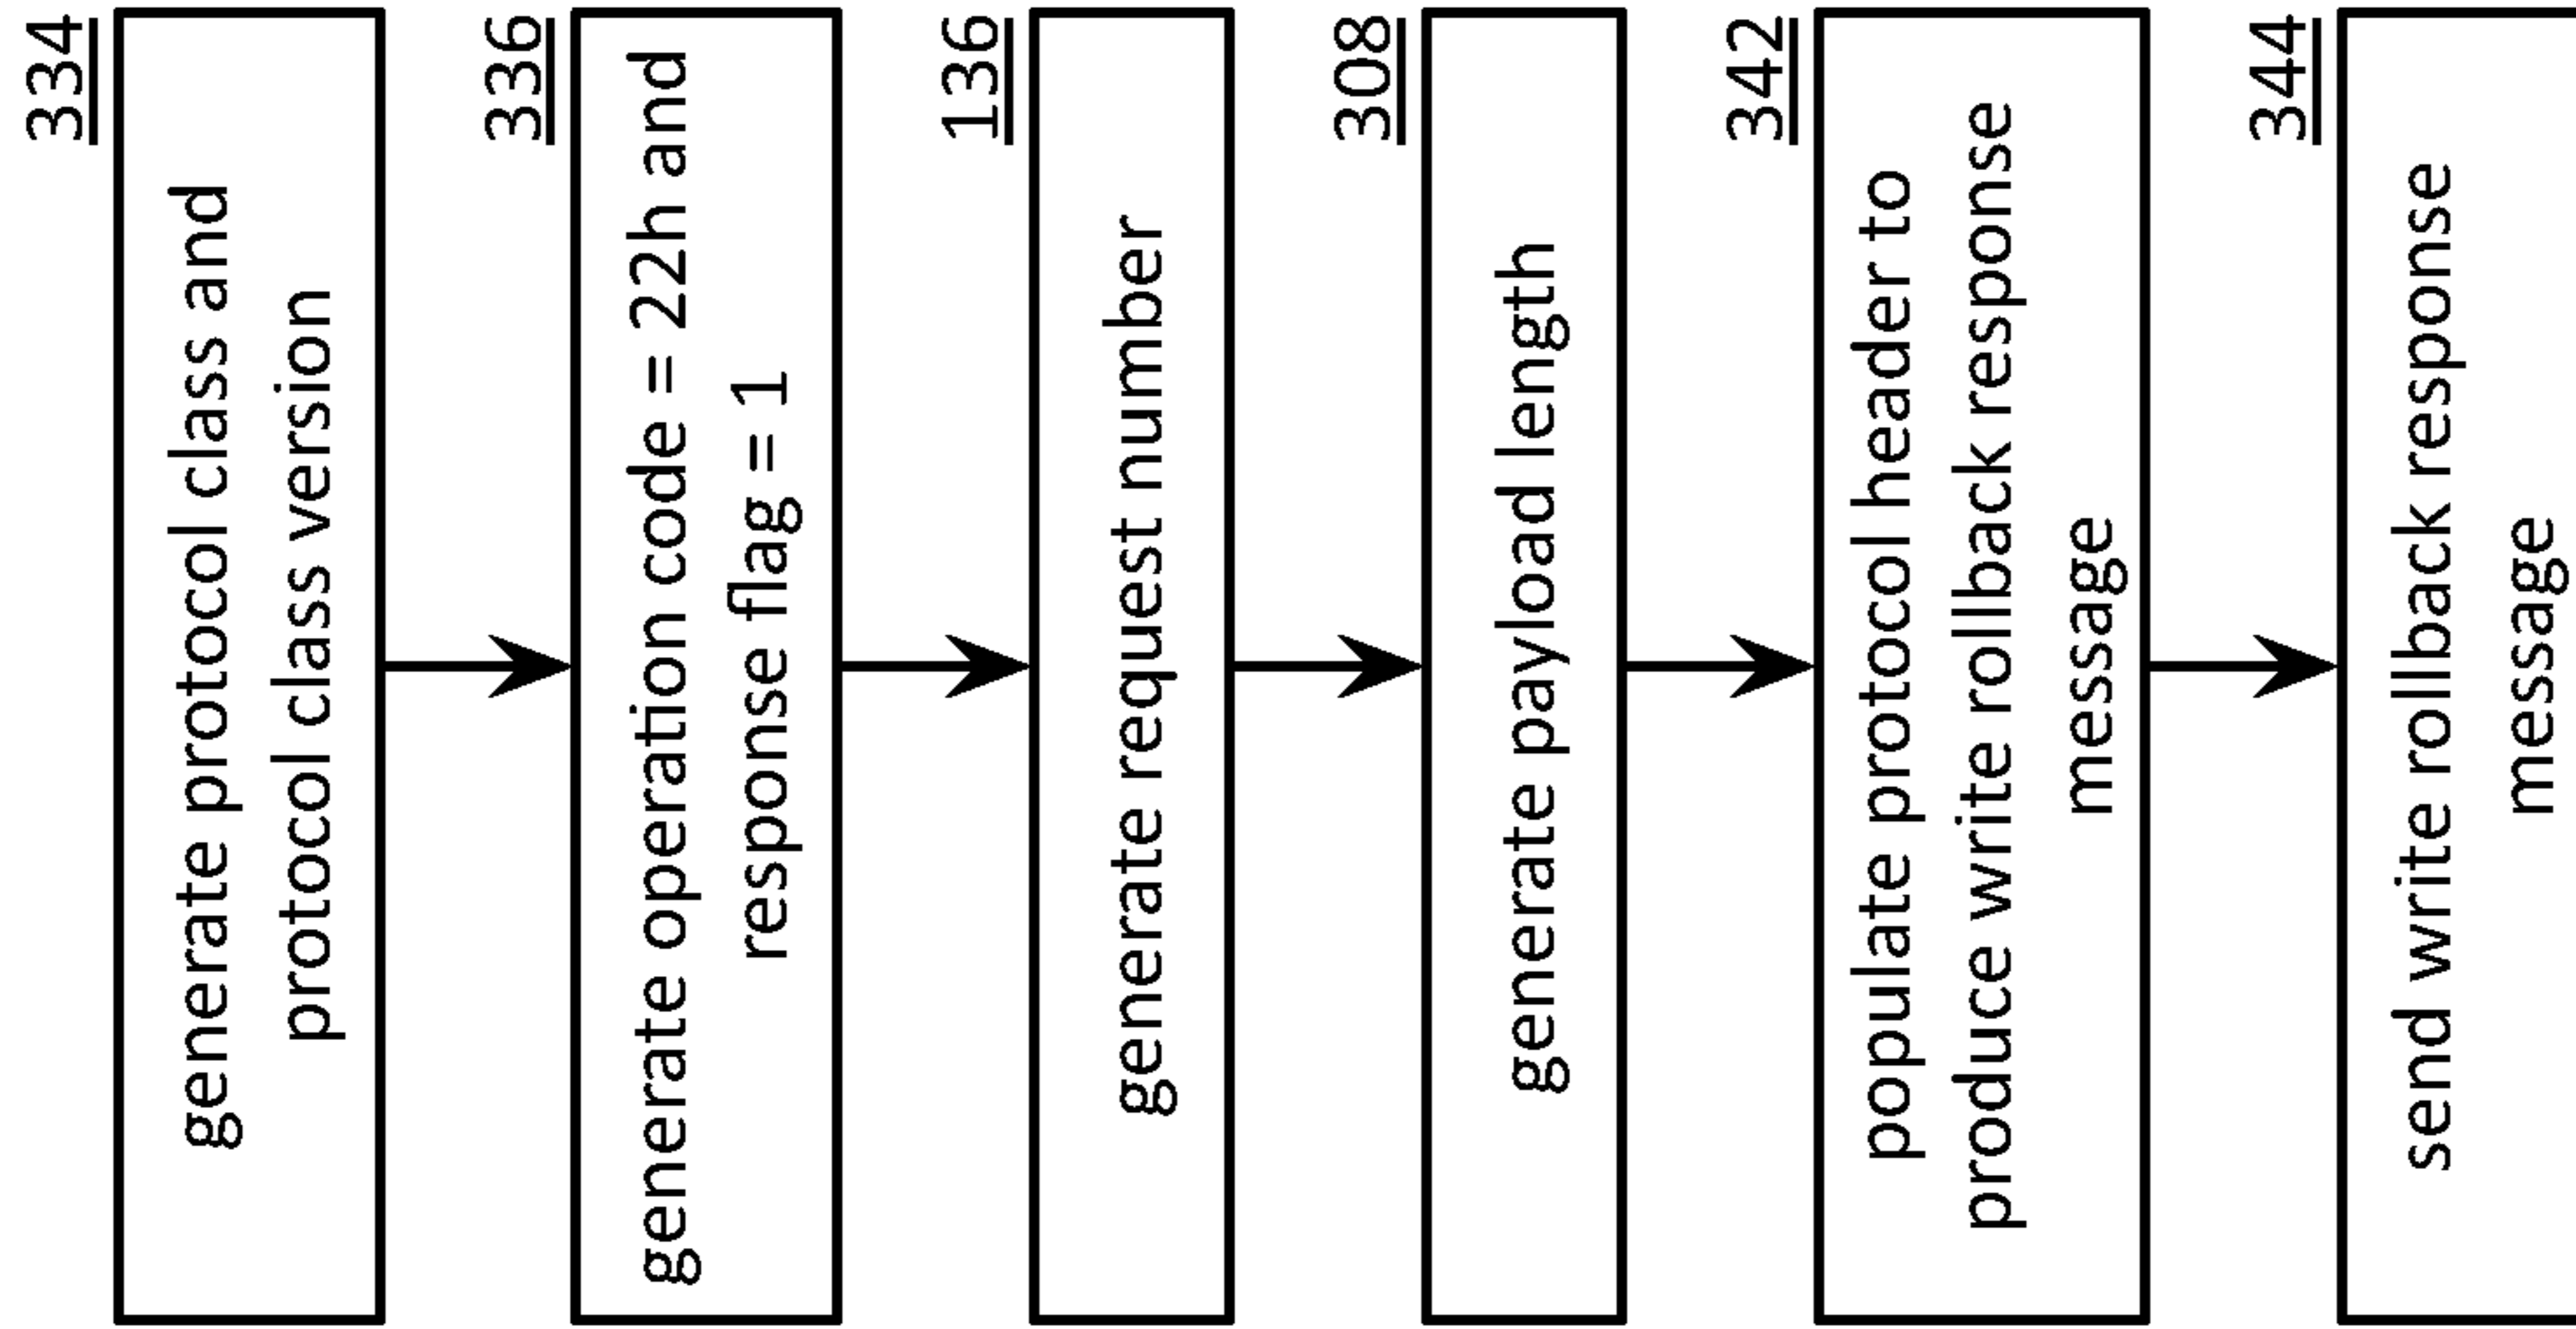 334
generate protocol class and
protocol class version
336
generate operation code = 22h and
response flag = 1
136
generate request number
308
generate payload length
342
populate protocol header to
produce write rollback response
message
344
send write rollback response
message